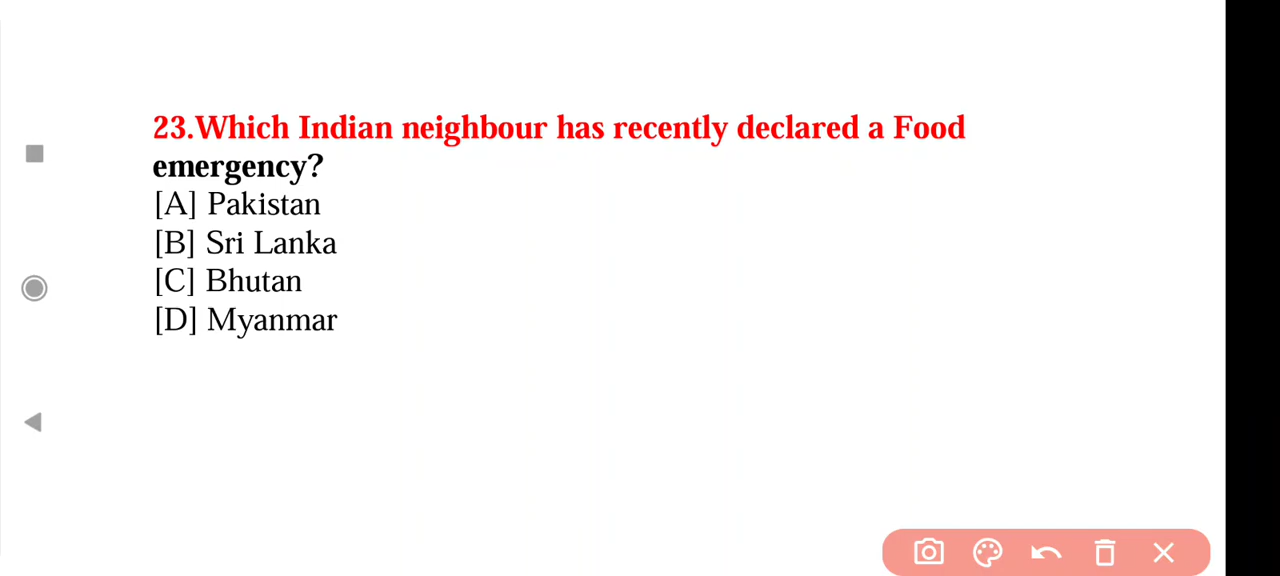 23.Which Indian neighbour has recently declared a Food
emergency?
[A] Pakistan
[B] Sri Lanka
[C] Bhutan
[D] Myanmar